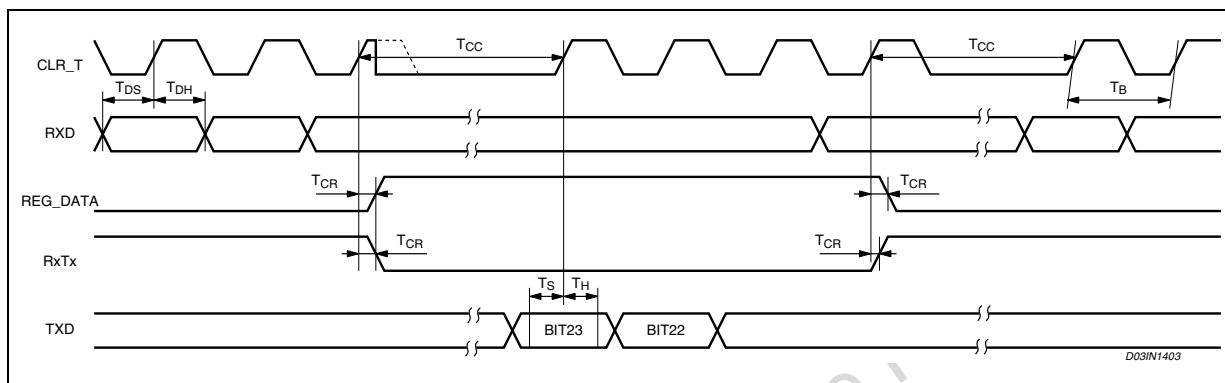 CLR_T
TCC
TCC
TDS
TDH
TB
RXD
TCR
TCR
REG_DATA
TCR
TCR
RxTx
TS
TH
TXD
BIT23
BIT22
D03IN1403